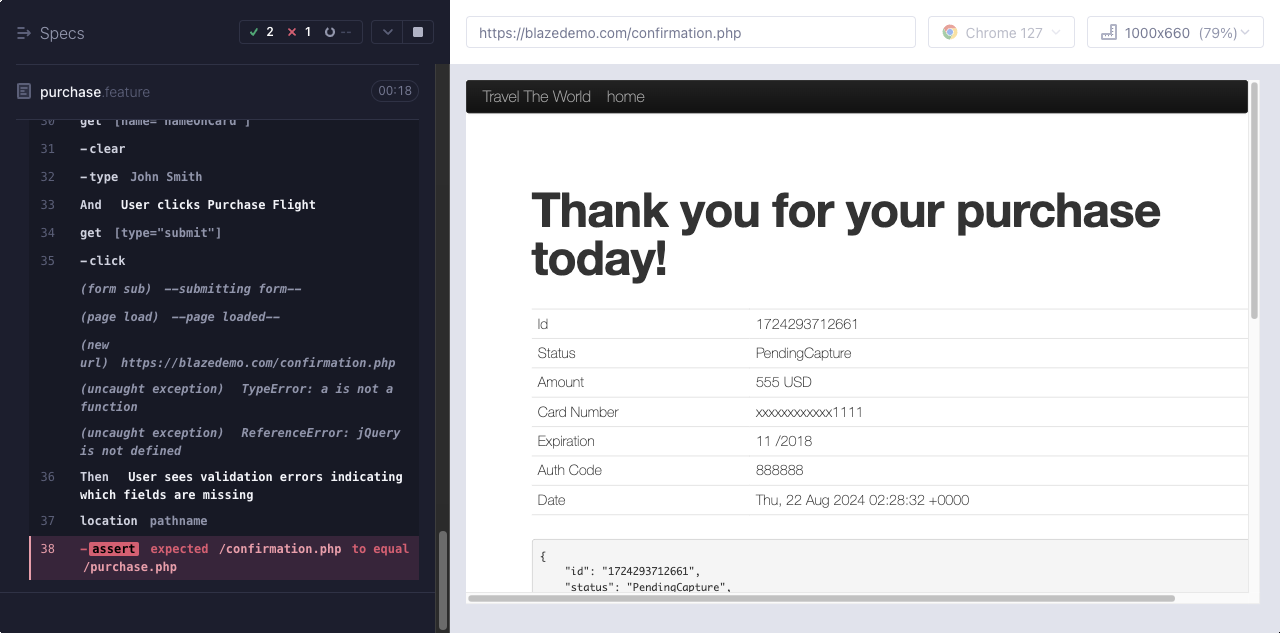 Specs
2
1
--
purchase.feature
00:18
30 get [name="nameOnCard"]
31 -clear
32 -type John Smith
33 And User clicks Purchase Flight
34 get [type="submit"]
35 -click
(form sub) --submitting form--
(page load) --page loaded--
(new
url) https://blazedemo.com/confirmation.php
(uncaught exception) TypeError: a is not a
function
(uncaught exception) ReferenceError: jQuery
is not defined
36 Then User sees validation errors indicating
which fields are missing
37 location pathname
38 -assert expected /confirmation.php to equal
/purchase.php
https://blazedemo.com/confirmation.php
Chrome 127
1000x660 (79%)
Travel The World home
Thank you for your purchase
today!
Id 1724293712661
Status PendingCapture
Amount 555 USD
Card Number xxxxxxxxxxxx1111
Expiration 11 /2018
Auth Code 888888
Date Thu, 22 Aug 2024 02:28:32 +0000
{
"id": "1724293712661",
"status": "PendingCapture",